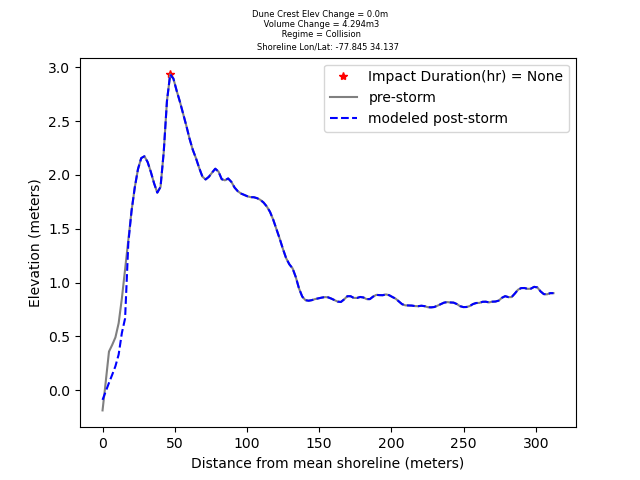 Dune Crest Elev Change = 0.0m
Volume Change = 4.294m3
Regime = Collision
Shoreline Lon/Lat: -77.845 34.137
Impact Duration(hr) = None
pre-storm
modeled post-storm
3.0
2.5
2.0
1.5
1.0
0.5
0.0
Elevation (meters)
0 50 100 150 200 250 300
Distance from mean shoreline (meters)